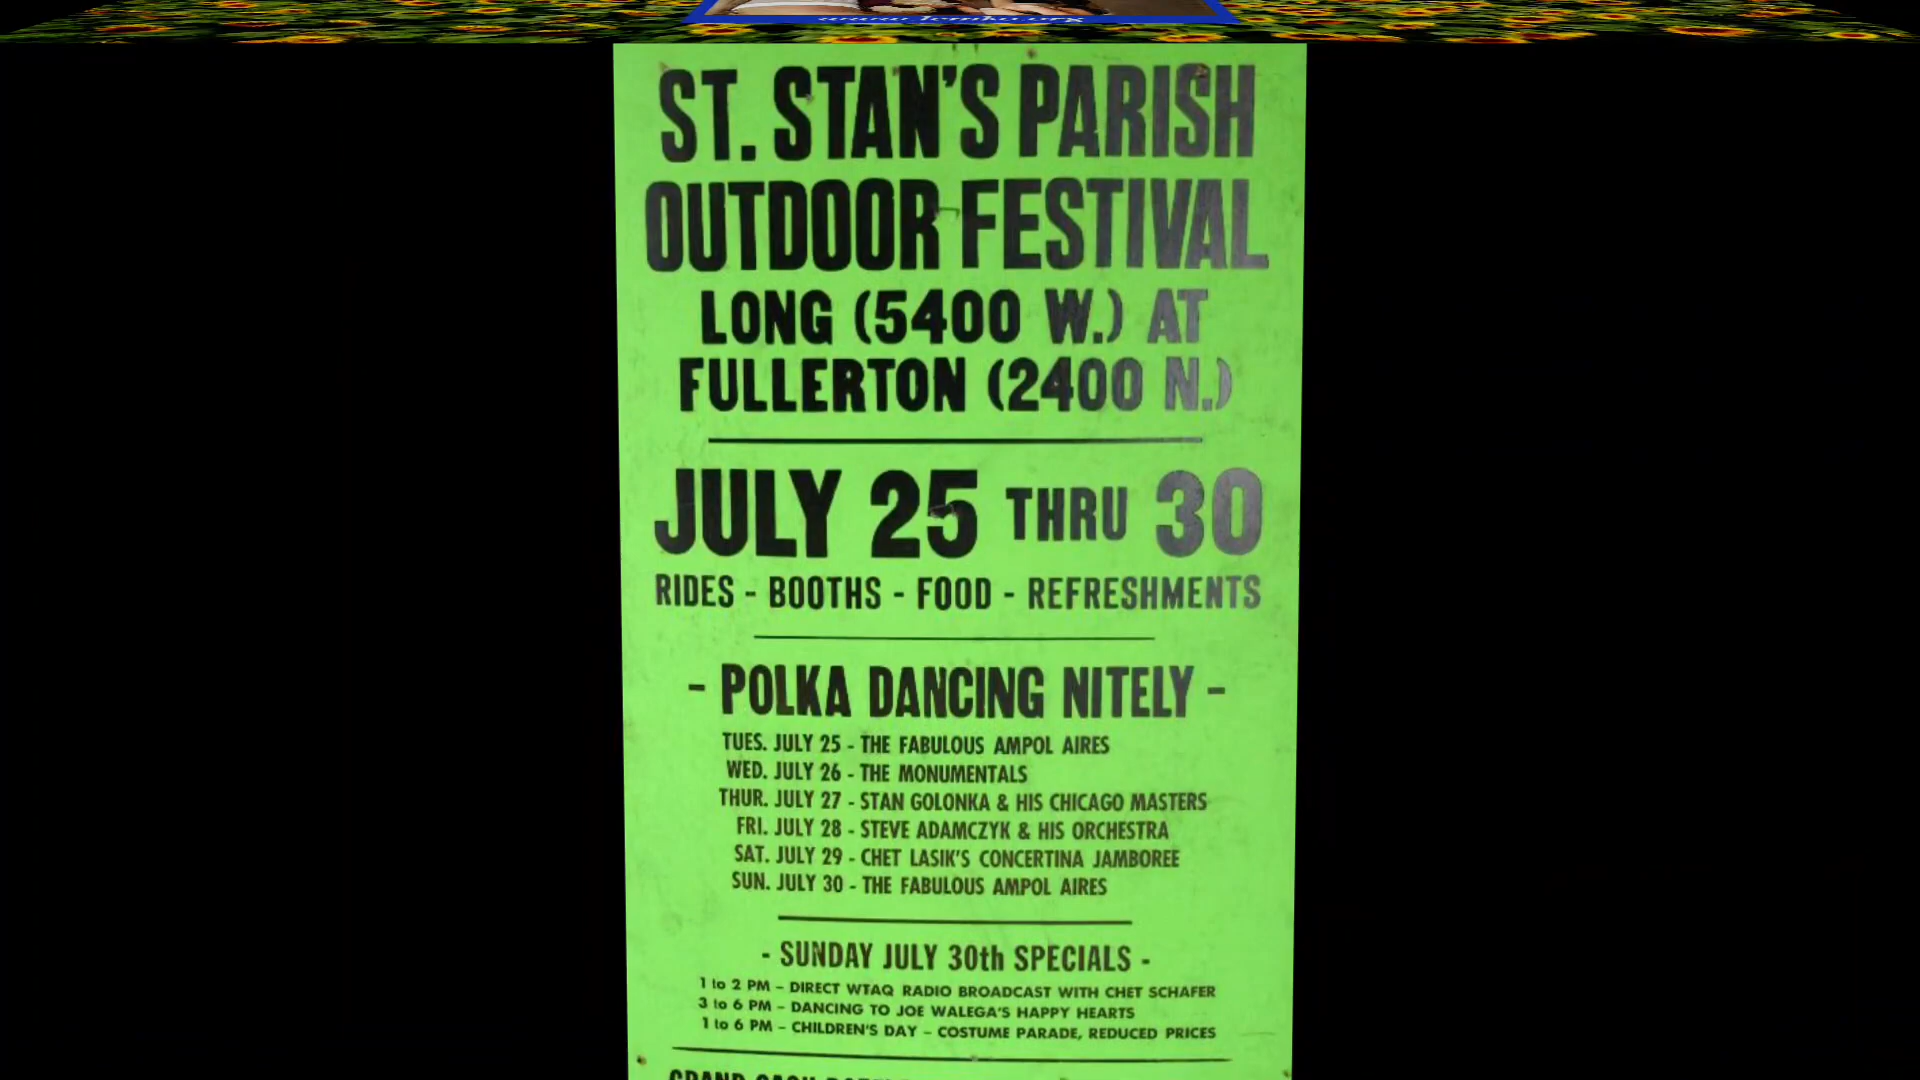 ST. STAN'S PARISH
OUTDOOR FESTIVAL
LONG (5400 W.) AT
FULLERTON (2400 N.)
JULY 25 THRU 30
RIDES - BOOTHS - FOOD - REFRESHMENTS
- POLKA DANCING NITELY -
TUES. JULY 25 - THE FABULOUS AMPOL AIRES
WED. JULY 26 - THE MONUMENTALS
THUR. JULY 27 - STAN GOLONKA & HIS CHICAGO MASTERS
FRI. JULY 28 - STEVE ADAMCZYK & HIS ORCHESTRA
SAT. JULY 29 - CHET LASIK'S CONCERTINA JAMBOREE
SUN. JULY 30 - THE FABULOUS AMPOL AIRES
- SUNDAY JULY 30th SPECIALS -
1 to 2 PM - DIRECT WTAQ RADIO BROADCAST WITH CHET SCHAFER
3 to 6 PM - DANCING TO JOE WALEGA'S HAPPY HEARTS
1 to 6 PM - CHILDREN'S DAY - COSTUME PARADE, REDUCED PRICES